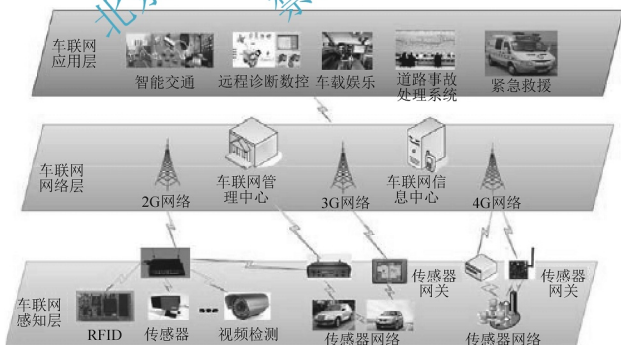 车联网
应用层
智能交通
远程诊断数控
车载娱乐
道路事故
处理系统
紧急救援
车联网
网络层
2G网络
车联网管
理中心
3G网络
车联网信
息中心
4G网络
车联网
感知层
RFID
传感器
视频检测
传感器网络
传感器
网关
传感器
网关
传感器网络